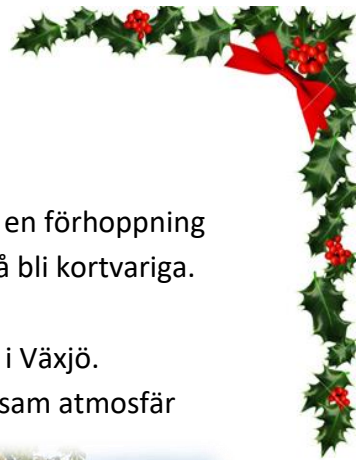 en förhoppning
å bli kortvariga.
i Växjö.
sam atmosfär